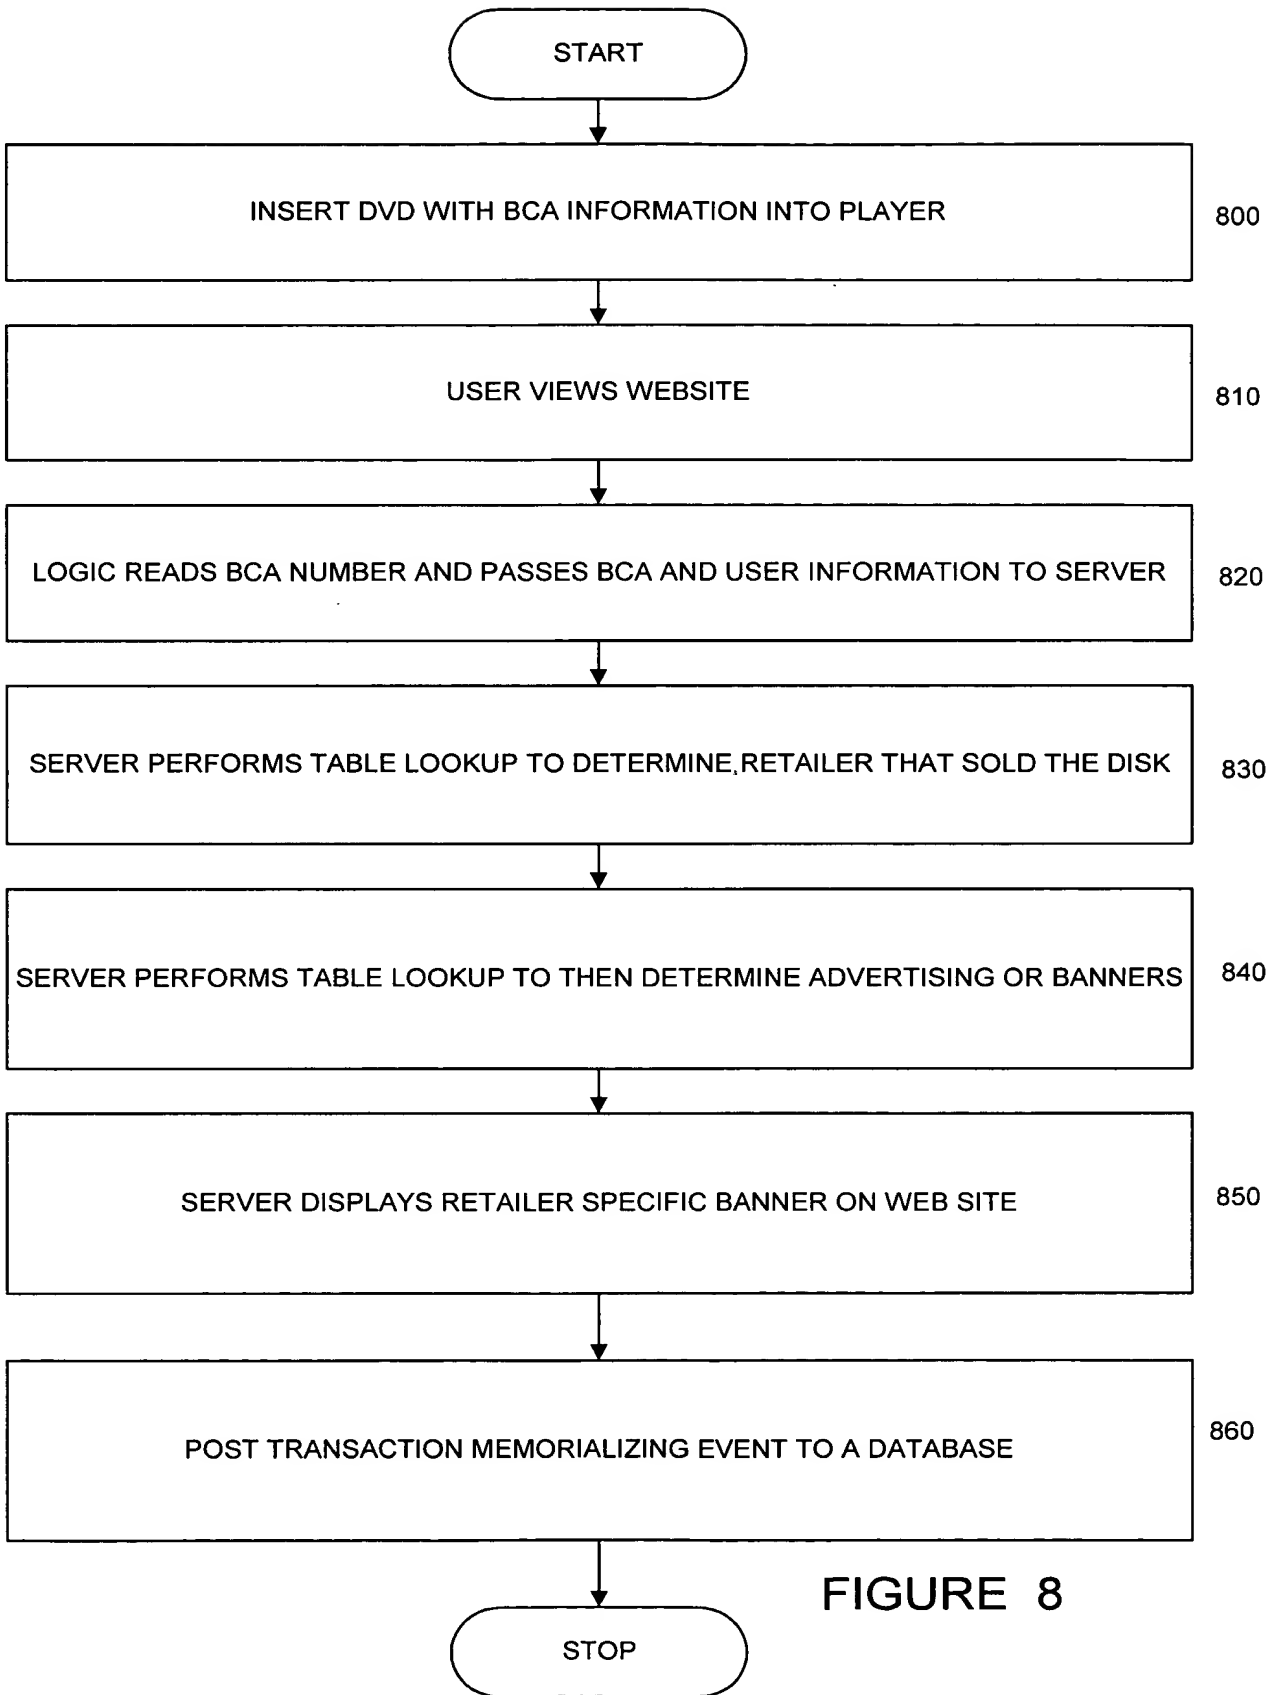 START
INSERT DVD WITH BCA INFORMATION INTO PLAYER
800
USER VIEWS WEBSITE
810
LOGIC READS BCA NUMBER AND PASSES BCA AND USER INFORMATION TO SERVER
820
SERVER PERFORMS TABLE LOOKUP TO DETERMINE RETAILER THAT SOLD THE DISK
830
SERVER PERFORMS TABLE LOOKUP TO THEN DETERMINE ADVERTISING OR BANNERS
840
SERVER DISPLAYS RETAILER SPECIFIC BANNER ON WEB SITE
850
POST TRANSACTION MEMORIALIZING EVENT TO A DATABASE
860
FIGURE 8
STOP